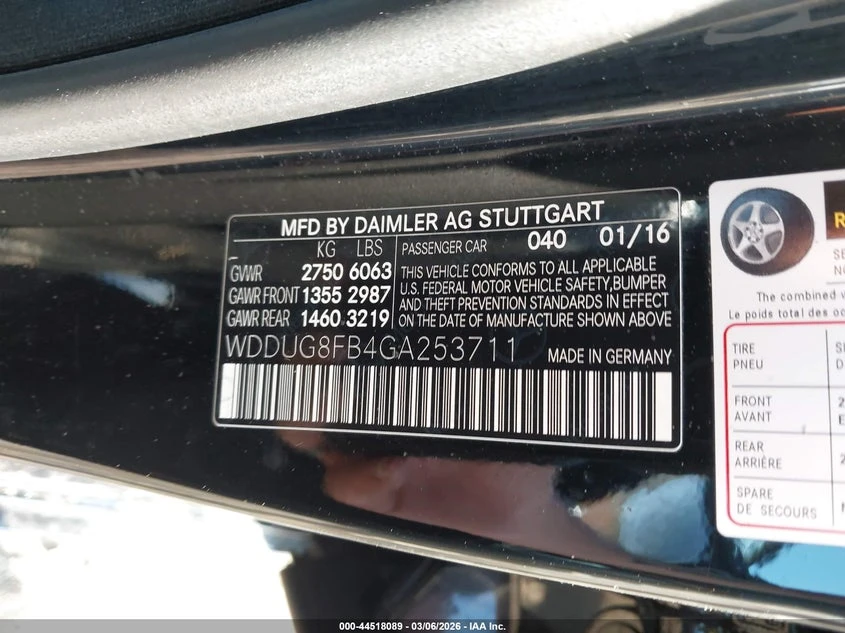 MFD BY DAIMLER AG STUTTGART
KG LBS PASSENGER CAR 040 01/16
GVWR 2750 6063
GAWR FRONT 1355 2987
GAWR REAR 1460 3219
THIS VEHICLE CONFORMS TO ALL APPLICABLE
U.S. FEDERAL MOTOR VEHICLE SAFETY,BUMPER
AND THEFT PREVENTION STANDARDS IN EFFECT
ON THE DATE OF MANUFACTURE SHOWN ABOVE
WDDUG8FB4GA253711 MADE IN GERMANY
The combined
Le poids total des
TIRE
PNEU
FRONT
AVANT
REAR
ARRIÈRE
SPARE
DE SECOURS
000-44518089 - 03/06/2026 - IAA Inc.